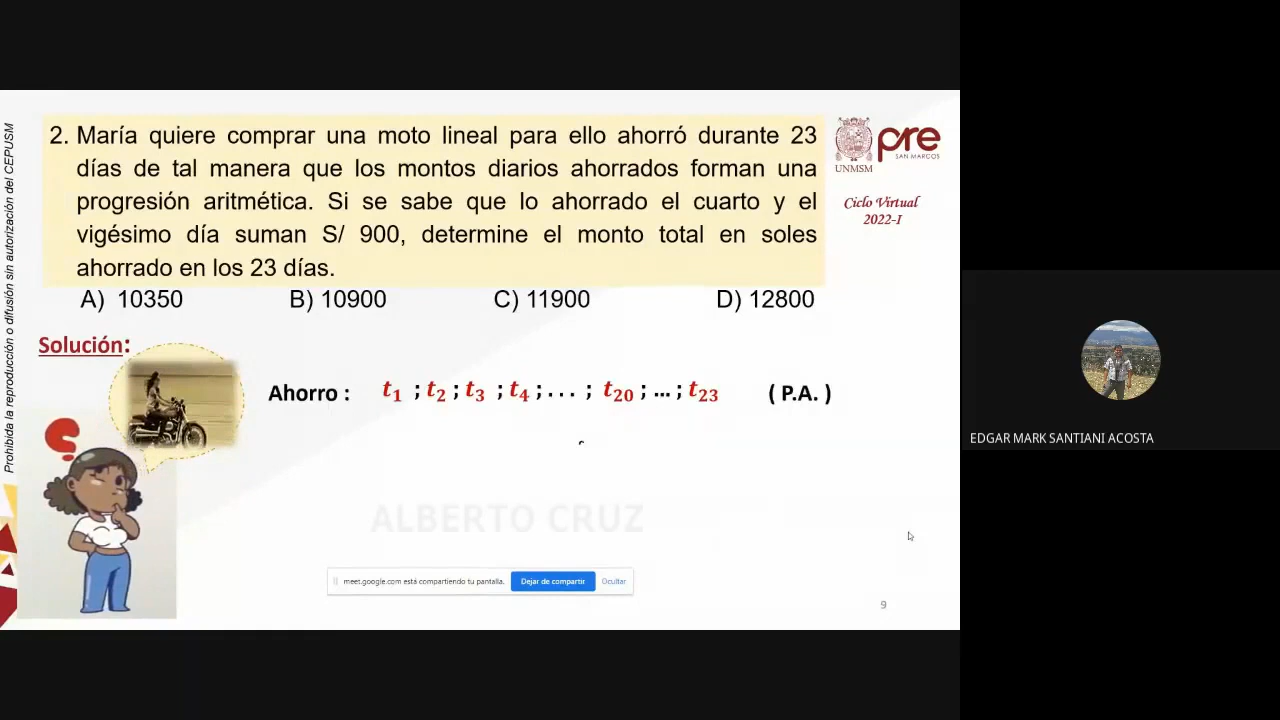 Prohibida la reproducción o difusión sin autorización del CEPUSM
2. María quiere comprar una moto lineal para ello ahorró durante 23
días de tal manera que los montos diarios ahorrados forman una
progresión aritmética. Si se sabe que lo ahorrado el cuarto y el
vigésimo día suman S/ 900, determine el monto total en soles
ahorrado en los 23 días.
A) 10350 B) 10900 C) 11900 D) 12800
UNMSM
pre
SAN MARCOS
Ciclo Virtual
2022-I
Solución:
Ahorro : t₁ ; t₂ ; t₃ ; t₄ ; . . . ; t₂₀ ; ... ; t₂₃ ( P.A. )
ALBERTO CRUZ
meet.google.com está compartiendo tu pantalla. Dejar de compartir Ocultar
9
EDGAR MARK SANTIANI ACOSTA